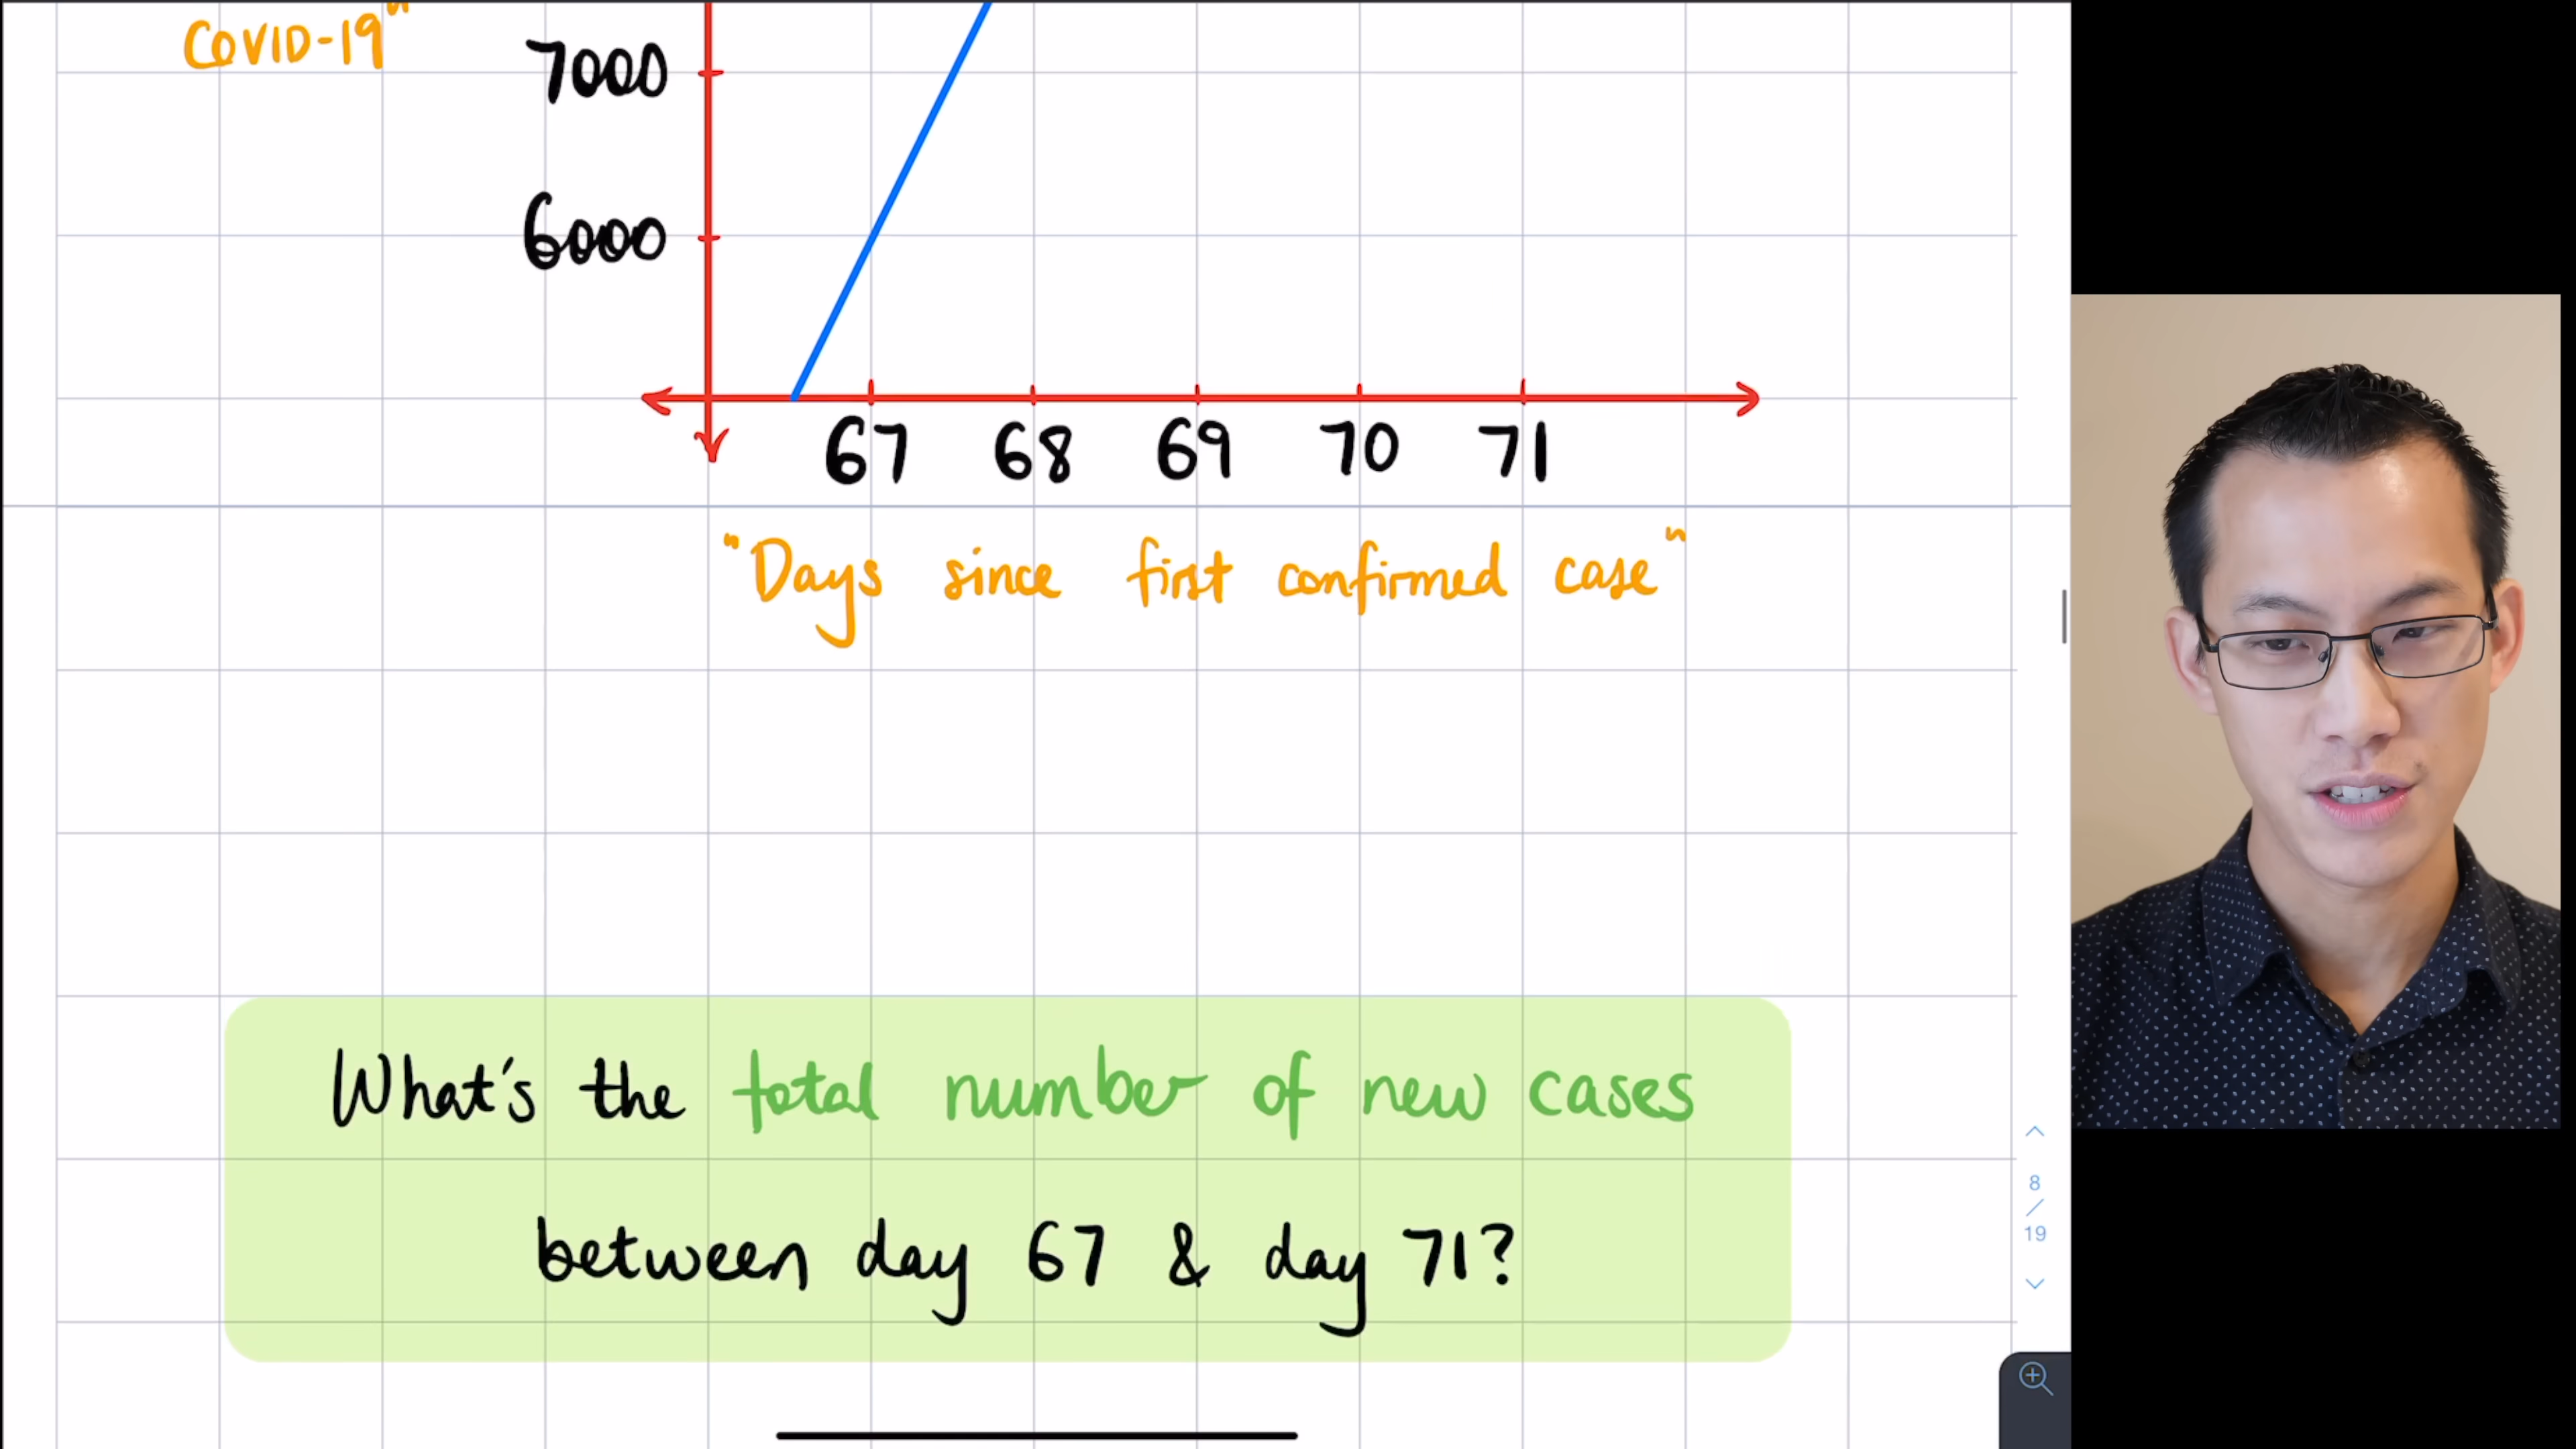 COVID-19"
7000
6000
67 68 69 70 71
"Days since first confirmed case"
What's the total number of new cases
between day 67 & day 71?
8
/
19